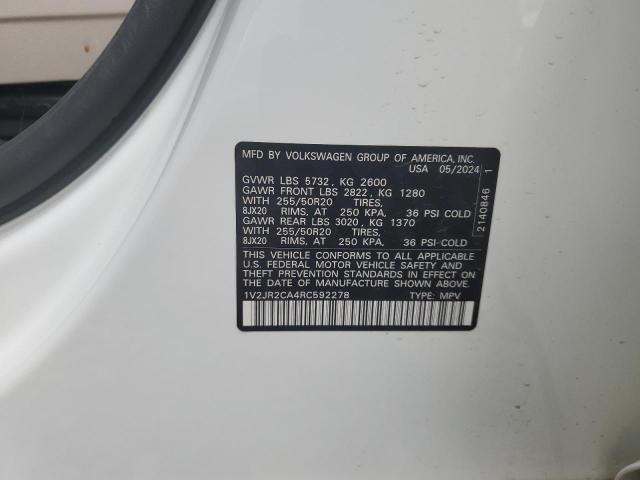 MFD BY VOLKSWAGEN GROUP OF AMERICA, INC.
USA 05/2024
GVWR LBS 5732 , KG 2600
GAWR FRONT LBS 2822 , KG 1280
WITH 255/50R20 TIRES,
8JX20 RIMS, AT 250 KPA, 36 PSI COLD
GAWR REAR LBS 3020 , KG 1370
WITH 255/50R20 TIRES,
8JX20 RIMS, AT 250 KPA, 36 PSI COLD
THIS VEHICLE CONFORMS TO ALL APPLICABLE
U.S. FEDERAL MOTOR VEHICLE SAFETY AND
THEFT PREVENTION STANDARDS IN EFFECT ON
THE DATE OF MANUFACTURE SHOWN ABOVE.
1V2JR2CA4RC592278 TYPE: MPV
2140846 1